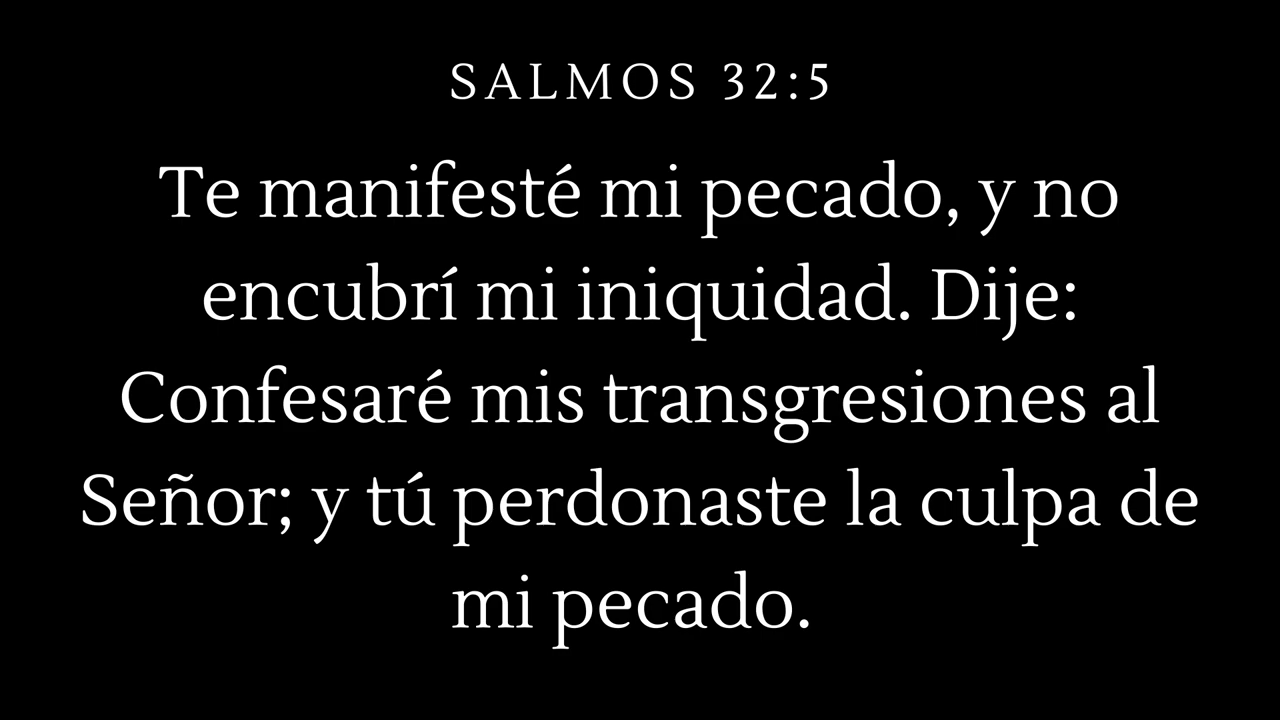 SALMOS 32:5
Te manifesté mi pecado, y no
encubrí mi iniquidad. Dije:
Confesaré mis transgresiones al
Señor; y tú perdonaste la culpa de
mi pecado.